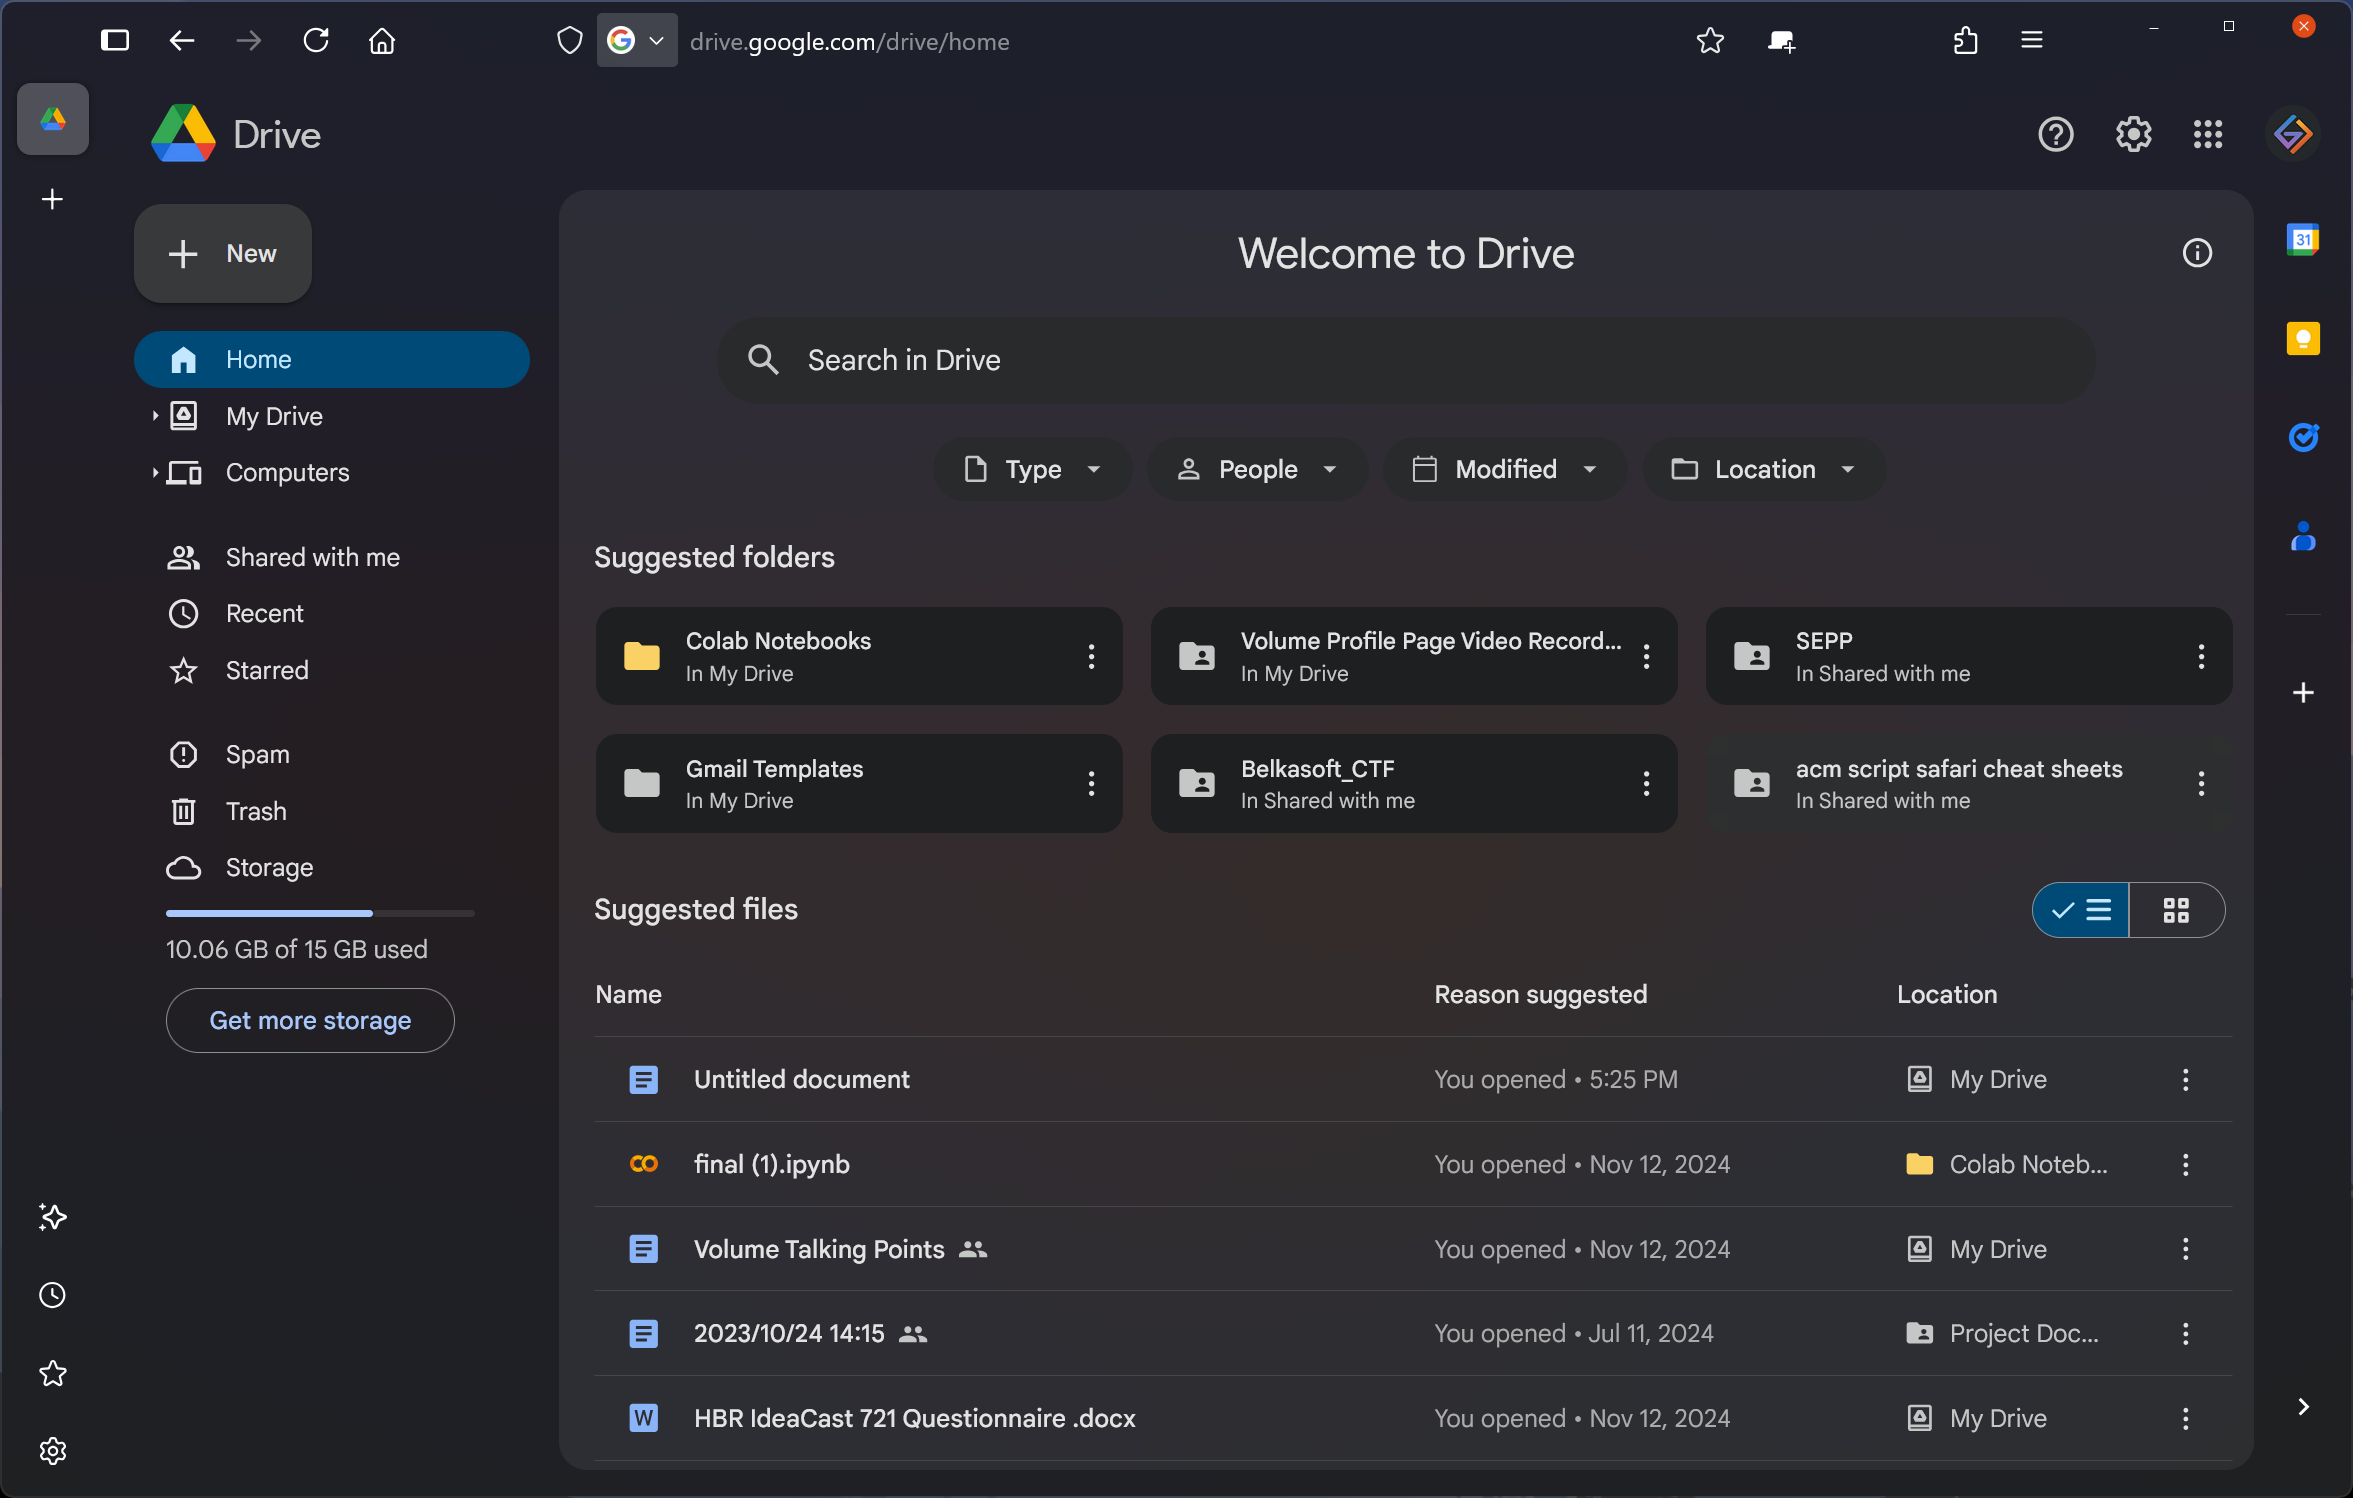 drive.google.com/drive/home
Drive
New
Home
My Drive
Computers
Shared with me
Recent
Starred
Spam
Trash
Storage
10.06 GB of 15 GB used
Get more storage
Welcome to Drive
Search in Drive
Type
People
Modified
Location
Suggested folders
Colab Notebooks
In My Drive
Volume Profile Page Video Record...
In My Drive
SEPP
In Shared with me
Gmail Templates
In My Drive
Belkasoft_CTF
In Shared with me
acm script safari cheat sheets
In Shared with me
Suggested files
Name Reason suggested Location
Untitled document You opened • 5:25 PM My Drive
final (1).ipynb You opened • Nov 12, 2024 Colab Noteb...
Volume Talking Points You opened • Nov 12, 2024 My Drive
2023/10/24 14:15 You opened • Jul 11, 2024 Project Doc...
W HBR IdeaCast 721 Questionnaire .docx You opened • Nov 12, 2024 My Drive
31